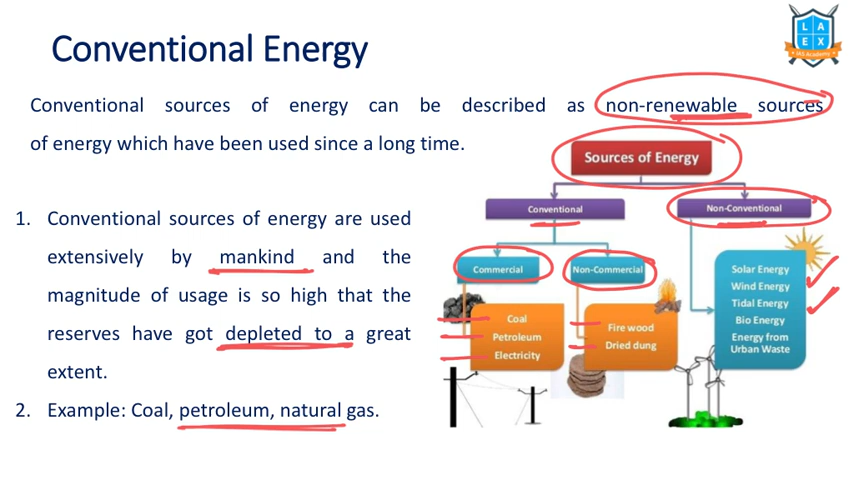 Conventional Energy
L A
E X
MS Academy
Conventional sources of energy can be described as non-renewable sources
of energy which have been used since a long time.
Sources of Energy
Conventional
Non-Conventional
1. Conventional sources of energy are used
extensively by mankind and the
magnitude of usage is so high that the
reserves have got depleted to a great
extent.
2. Example: Coal, petroleum, natural gas.
Commercial
Non-Commercial
Coal
Petroleum
Electricity
Fire wood
Dried dung
Solar Energy
Wind Energy
Tidal Energy
Bio Energy
Energy from
Urban Waste